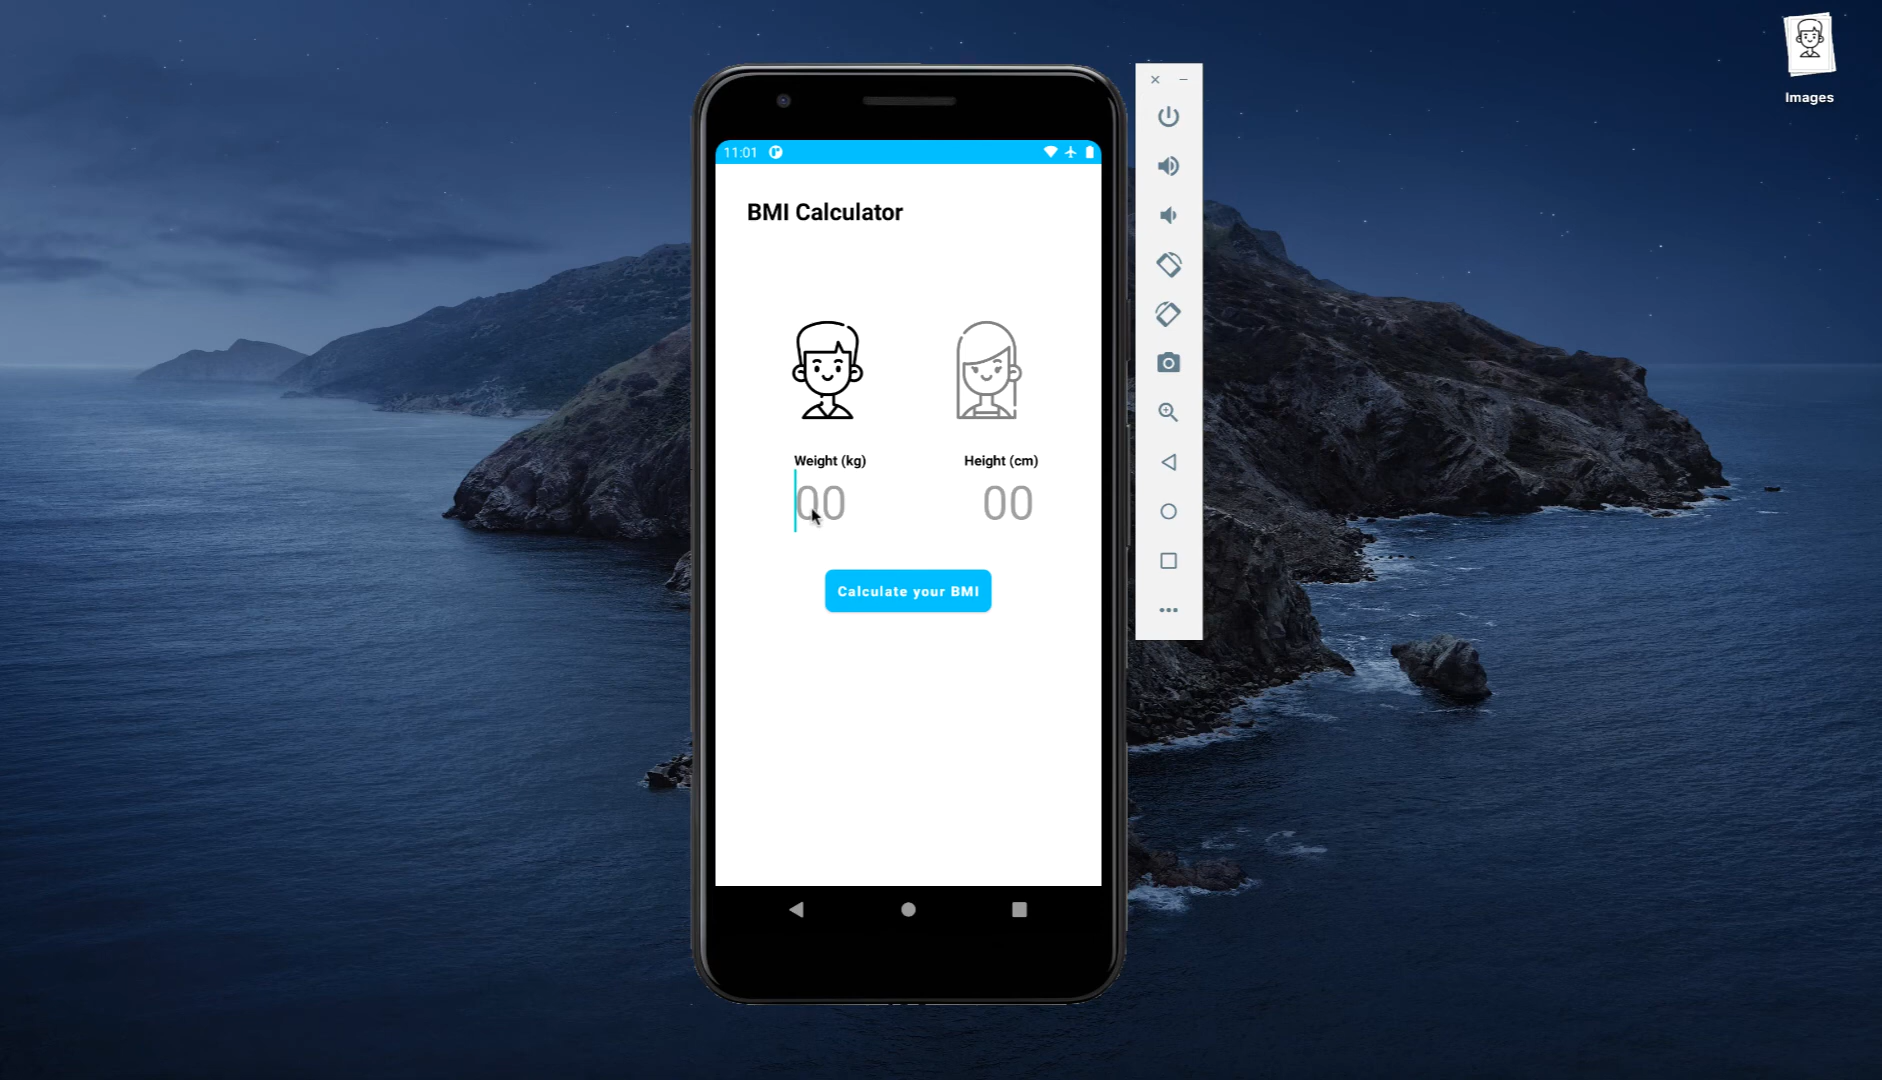 Images
11:01
BMI Calculator
Weight (kg)
Height (cm)
00
00
Calculate your BMI